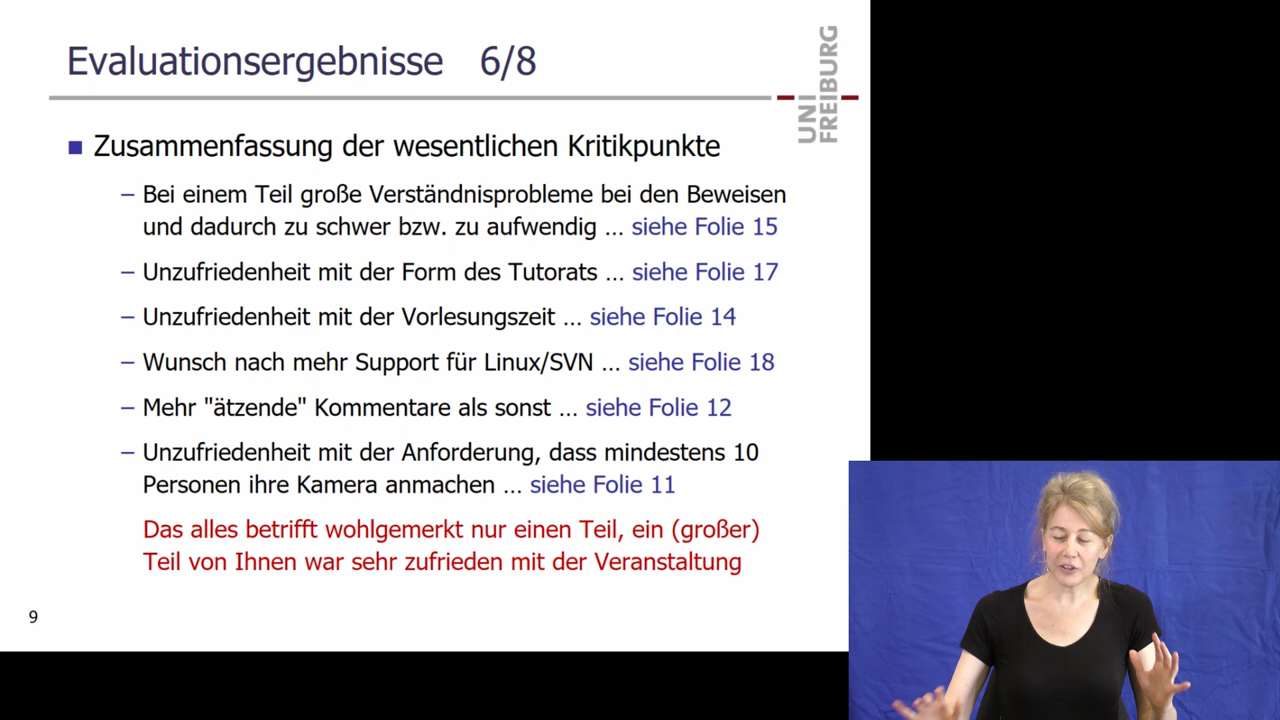 Evaluationsergebnisse 6/8
UNI
FREIBURG
■ Zusammenfassung der wesentlichen Kritikpunkte
– Bei einem Teil große Verständnisprobleme bei den Beweisen
und dadurch zu schwer bzw. zu aufwendig … siehe Folie 15
– Unzufriedenheit mit der Form des Tutorats … siehe Folie 17
– Unzufriedenheit mit der Vorlesungszeit … siehe Folie 14
– Wunsch nach mehr Support für Linux/SVN … siehe Folie 18
– Mehr "ätzende" Kommentare als sonst … siehe Folie 12
– Unzufriedenheit mit der Anforderung, dass mindestens 10
Personen ihre Kamera anmachen … siehe Folie 11
Das alles betrifft wohlgemerkt nur einen Teil, ein (großer)
Teil von Ihnen war sehr zufrieden mit der Veranstaltung
9